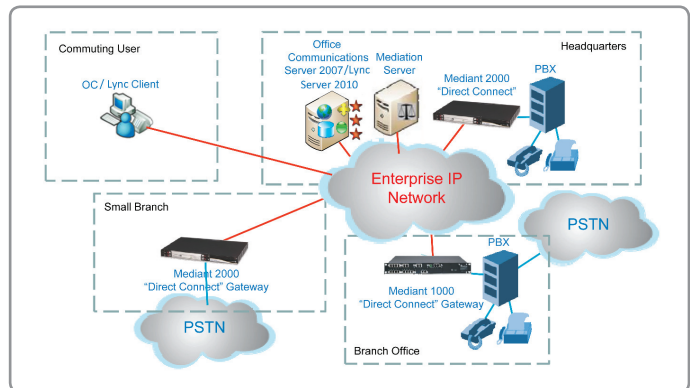 Commuting User
OC / Lync Client
Office
Communications
Server 2007/Lync
Server 2010
Mediation
Server
Headquarters
Mediant 2000
“Direct Connect”
PBX
Enterprise IP
Network
Small Branch
Mediant 2000
“Direct Connect” Gateway
PSTN
PSTN
PBX
Mediant 1000
“Direct Connect” Gateway
Branch Office